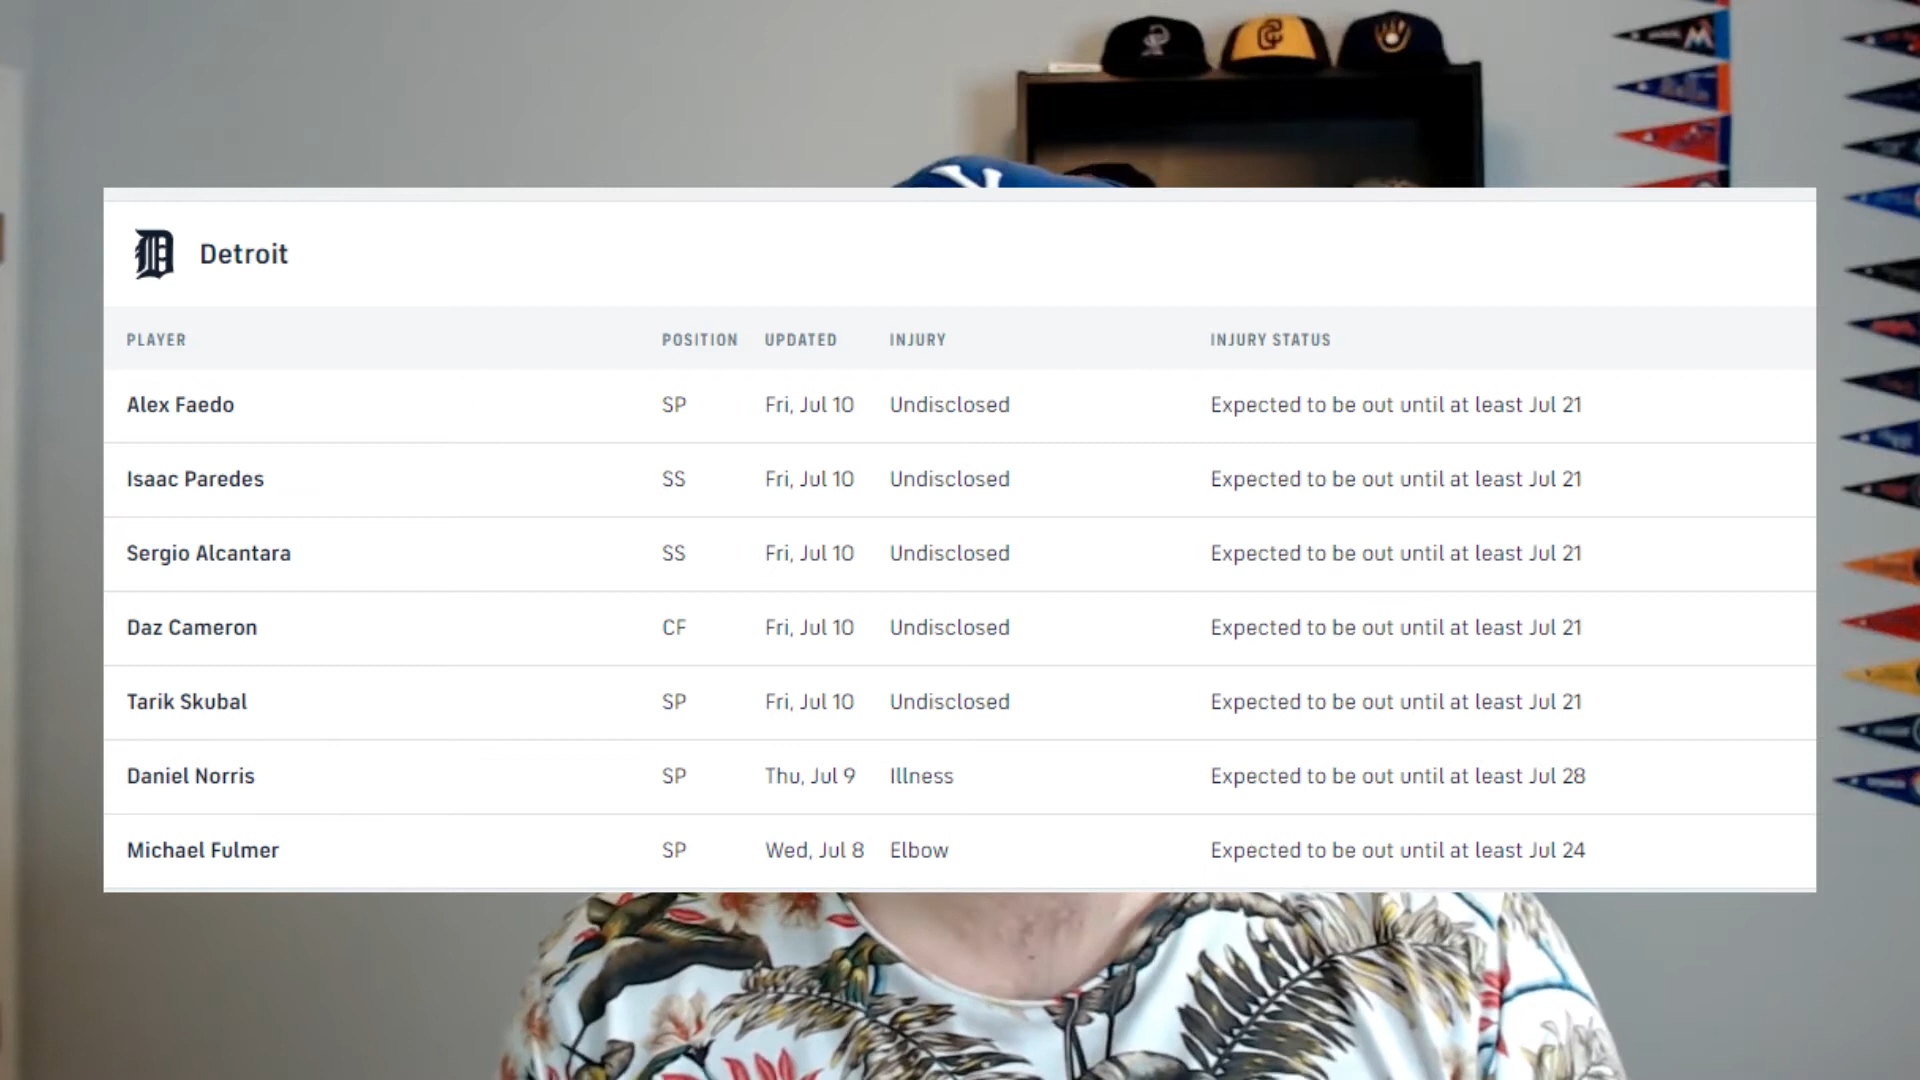 Detroit
PLAYER POSITION UPDATED INJURY INJURY STATUS
Alex Faedo SP Fri, Jul 10 Undisclosed Expected to be out until at least Jul 21
Isaac Paredes SS Fri, Jul 10 Undisclosed Expected to be out until at least Jul 21
Sergio Alcantara SS Fri, Jul 10 Undisclosed Expected to be out until at least Jul 21
Daz Cameron CF Fri, Jul 10 Undisclosed Expected to be out until at least Jul 21
Tarik Skubal SP Fri, Jul 10 Undisclosed Expected to be out until at least Jul 21
Daniel Norris SP Thu, Jul 9 Illness Expected to be out until at least Jul 28
Michael Fulmer SP Wed, Jul 8 Elbow Expected to be out until at least Jul 24